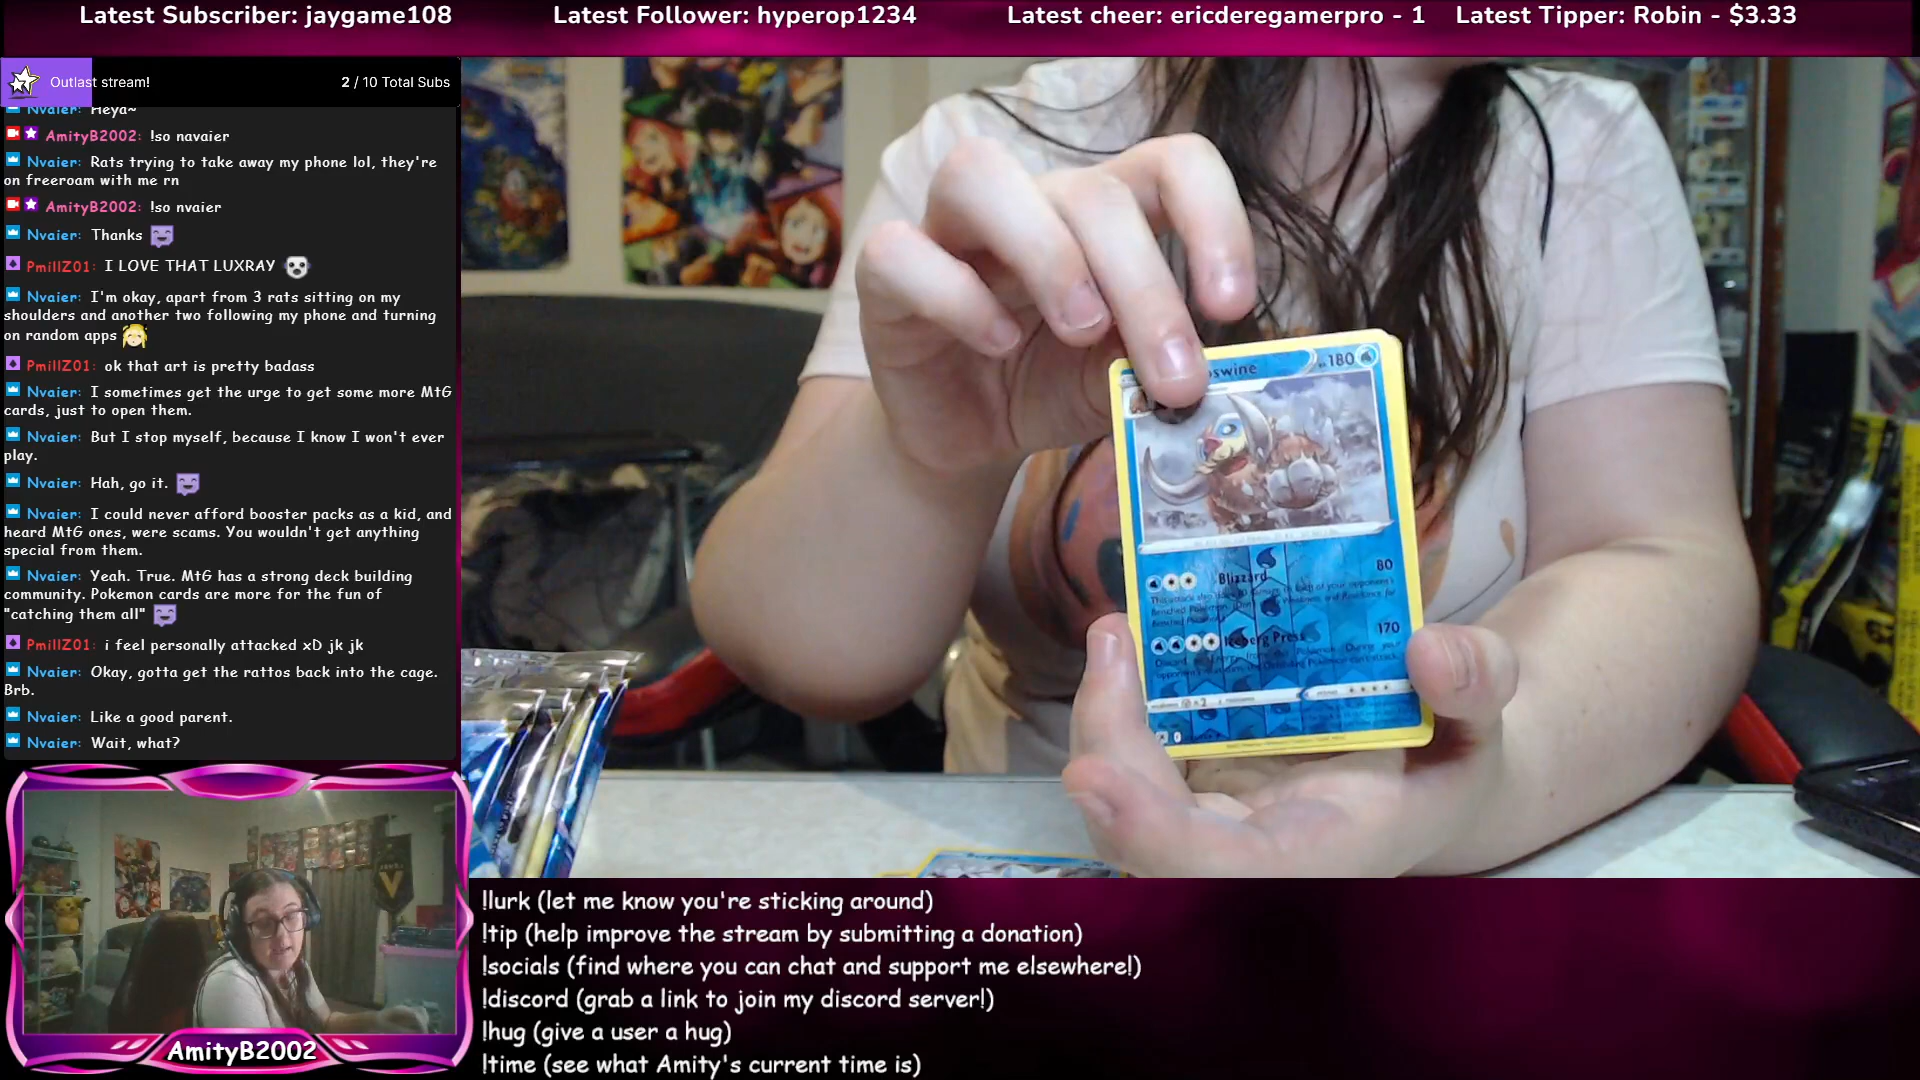 Latest Subscriber: jaygame108
Latest Follower: hyperop1234
Latest cheer: ericderegamerpro - 1
Latest Tipper: Robin - $3.33
Outlast stream!
2 / 10 Total Subs
Nvaier: Heya~
AmityB2002: !so navaier
Nvaier: Rats trying to take away my phone lol, they're
on freeroam with me rn
AmityB2002: !so nvaier
Nvaier: Thanks
PmillZ01: I LOVE THAT LUXRAY
Nvaier: I'm okay, apart from 3 rats sitting on my
shoulders and another two following my phone and turning
on random apps
PmillZ01: ok that art is pretty badass
Nvaier: I sometimes get the urge to get some more MtG
cards, just to open them.
Nvaier: But I stop myself, because I know I won't ever
play.
Nvaier: Hah, go it.
Nvaier: I could never afford booster packs as a kid, and
heard MtG ones, were scams. You wouldn't get anything
special from them.
Nvaier: Yeah. True. MtG has a strong deck building
community. Pokemon cards are more for the fun of
"catching them all"
PmillZ01: i feel personally attacked xD jk jk
Nvaier: Okay, gotta get the rattos back into the cage.
Brb.
Nvaier: Like a good parent.
Nvaier: Wait, what?
oswine
180
Blizzard 80
Iceberg Press 170
AmityB2002
!lurk (let me know you're sticking around)
!tip (help improve the stream by submitting a donation)
!socials (find where you can chat and support me elsewhere!)
!discord (grab a link to join my discord server!)
!hug (give a user a hug)
!time (see what Amity's current time is)